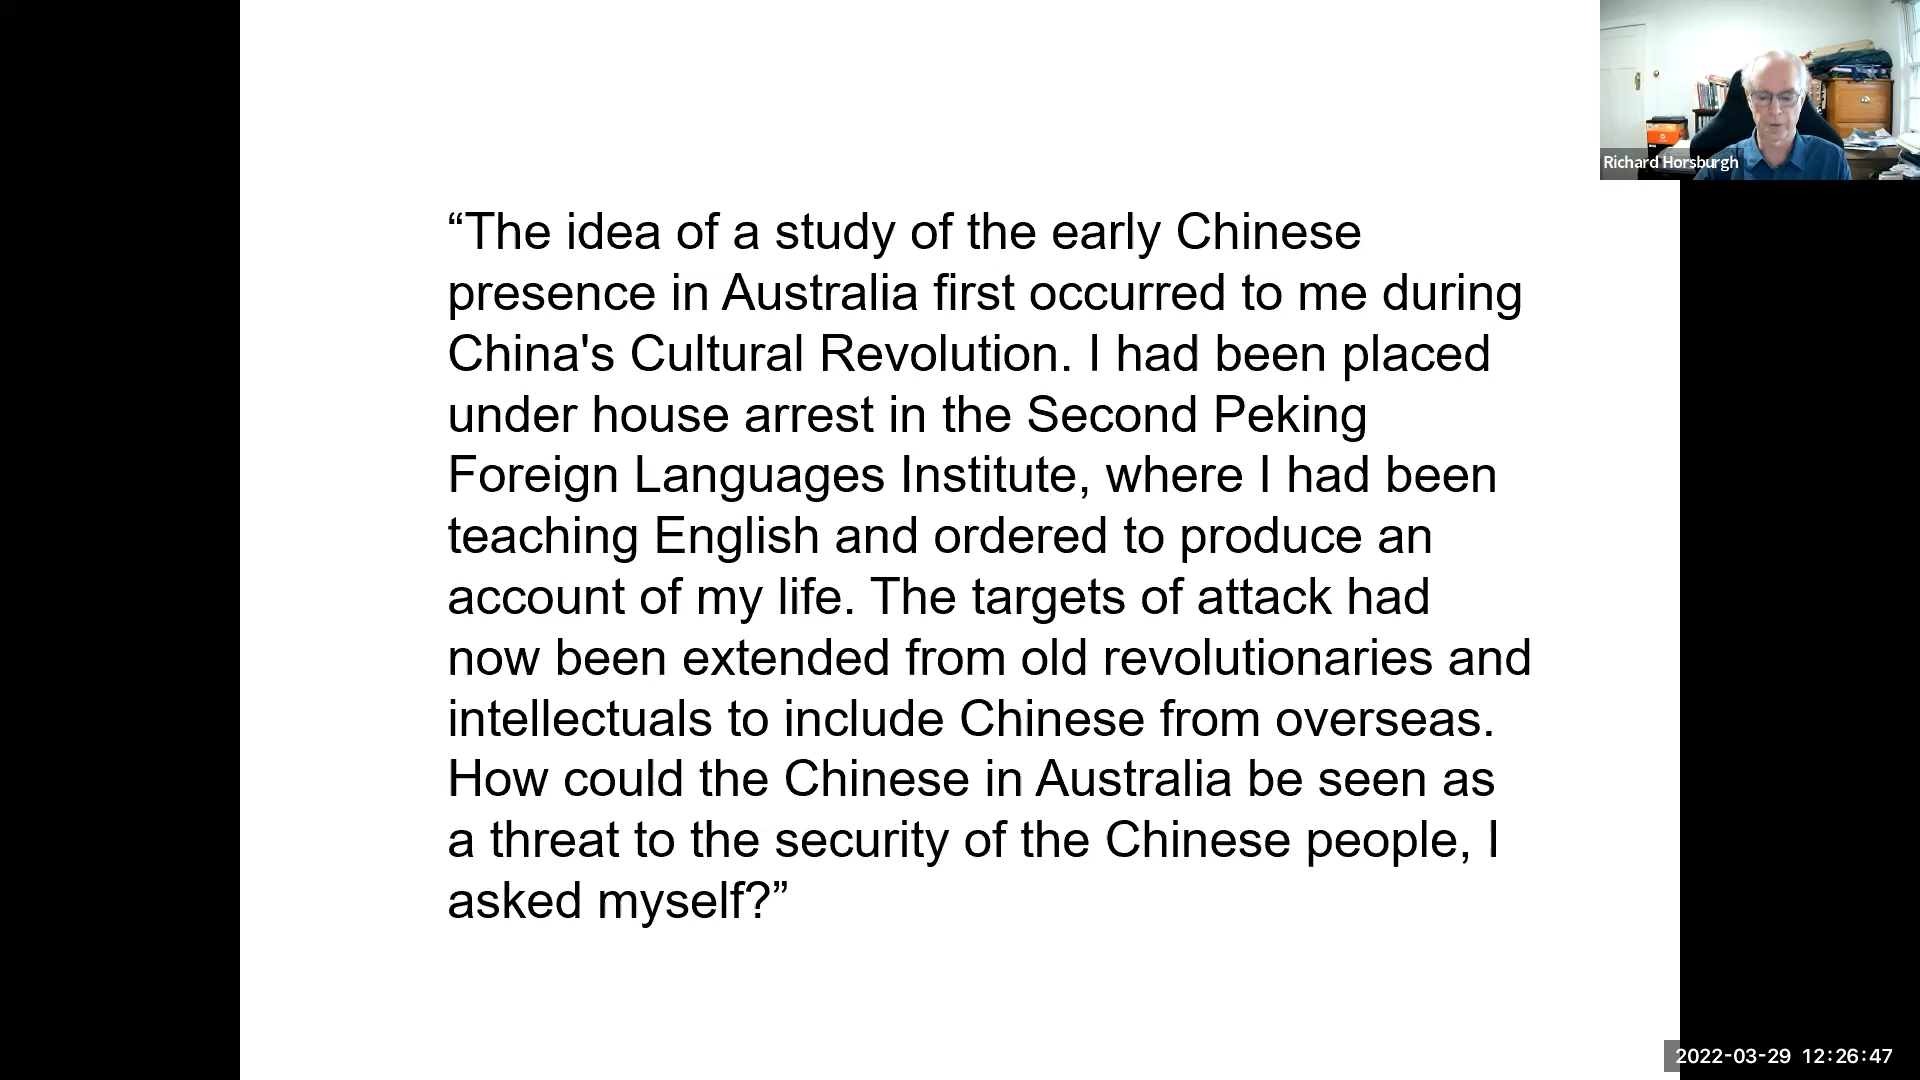 “The idea of a study of the early Chinese
presence in Australia first occurred to me during
China's Cultural Revolution. I had been placed
under house arrest in the Second Peking
Foreign Languages Institute, where I had been
teaching English and ordered to produce an
account of my life. The targets of attack had
now been extended from old revolutionaries and
intellectuals to include Chinese from overseas.
How could the Chinese in Australia be seen as
a threat to the security of the Chinese people, I
asked myself?”
Richard Horsburgh
2022-03-29 12:26:47